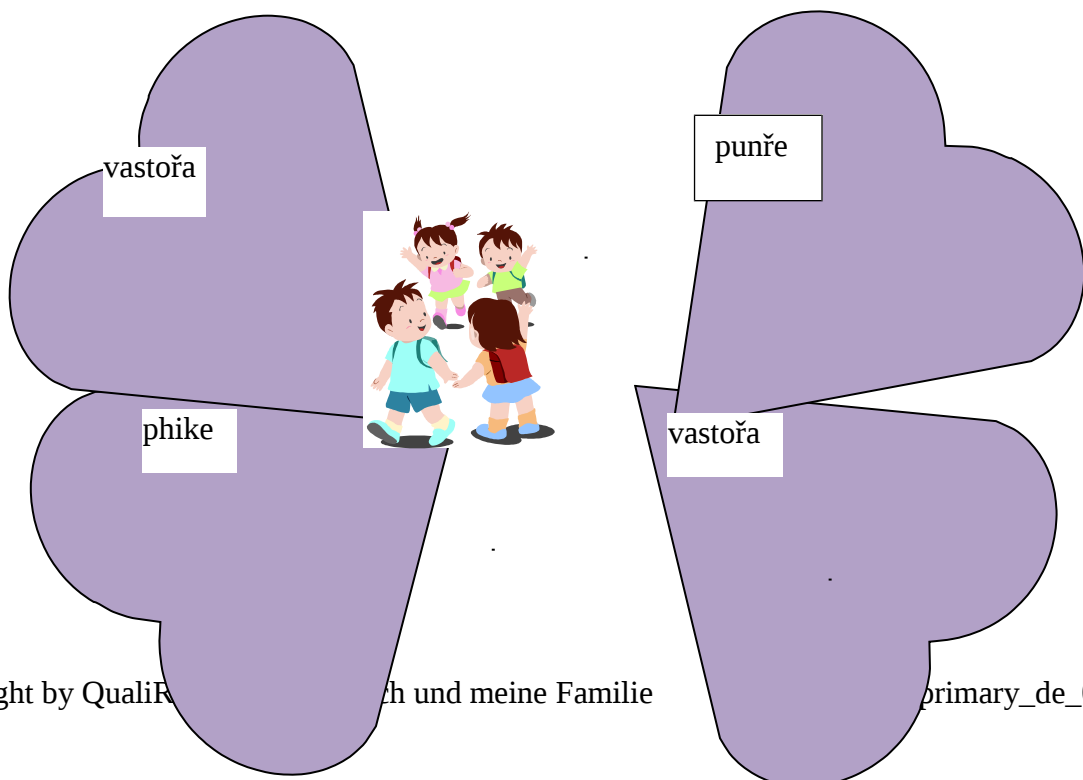 vastořa
punře
phike
vastořa
ght by QualiR ch und meine Familie primary_de_